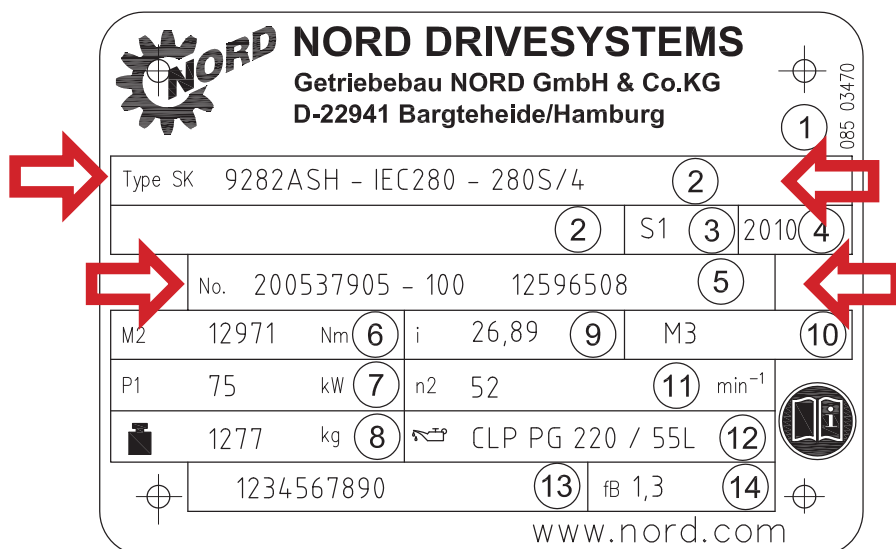 NORD NORD DRIVESYSTEMS
Getriebebau NORD GmbH & Co.KG
D-22941 Bargteheide/Hamburg
085 03470
1
Type SK 9282ASH - IEC280 - 280S/4 2
2 S1 3 2010 4
No. 200537905 - 100 12596508 5
M2 12971 Nm 6 i 26,89 9 M3 10
P1 75 kW 7 n2 52 11 min⁻¹
1277 kg 8 CLP PG 220 / 55L 12
i
1234567890 13 fB 1,3 14
www.nord.com